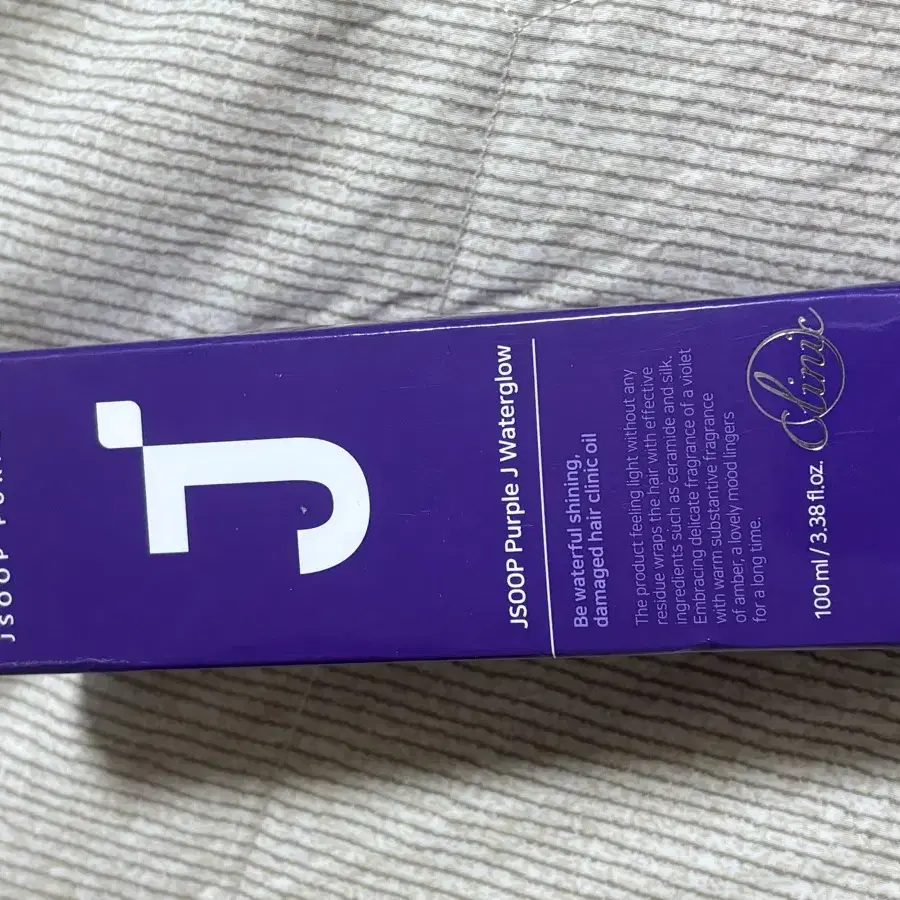 J
JSOOP Purple J Waterglow
Be waterful shining,
damaged hair clinic oil
The product feeling light without any
residue wraps the hair with effective
ingredients such as ceramide and silk.
Embracing delicate fragrance of a violet
with warm substantive fragrance
of amber, a lovely mood lingers
for a long time.
100 ml / 3.38 fl.oz.
Clinic
JSOOP